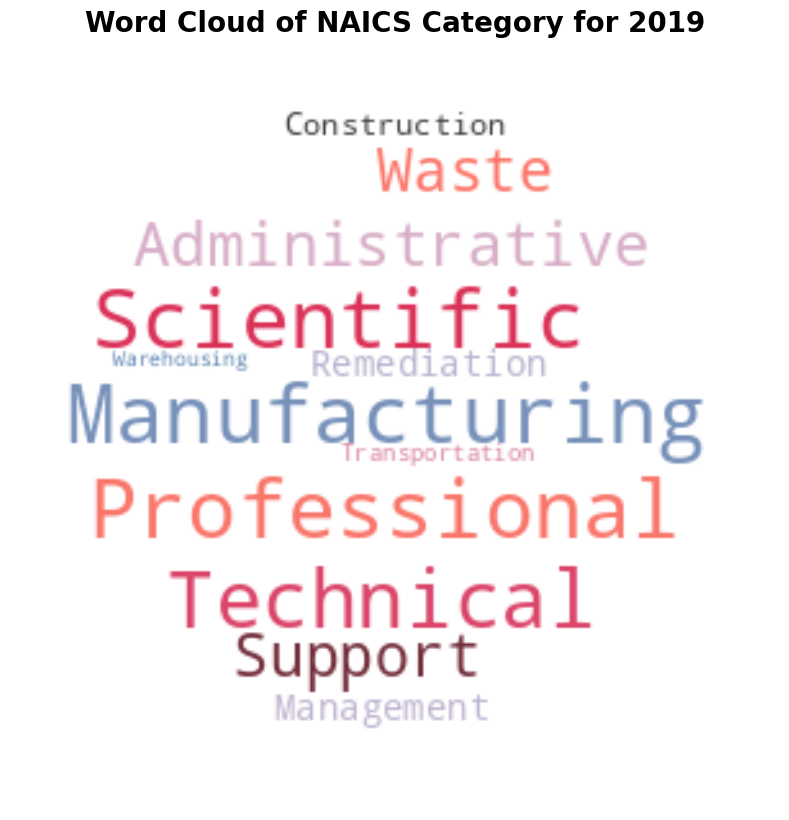 Word Cloud of NAICS Category for 2019
Construction
Waste
Administrative
Scientific
Warehousing Remediation
Manufacturing
Transportation
Professional
Technical
Support
Management